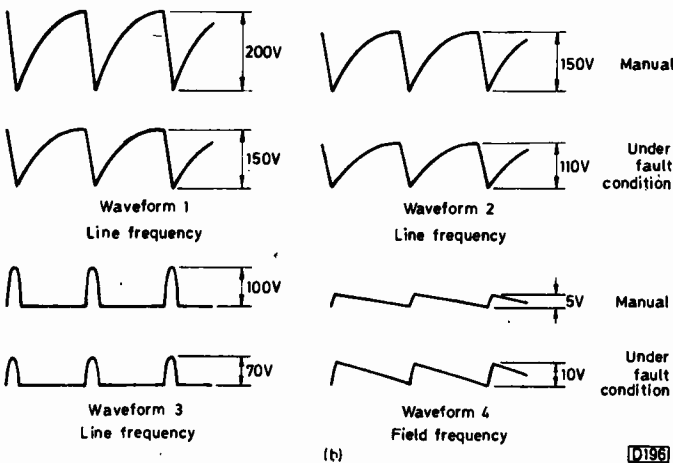 200V
150V
Manual
150V
110V
Under
fault
condition
Waveform 1
Line frequency
Waveform 2
Line frequency
100V
5V
Manual
70V
10V
Under
fault
condition
Waveform 3
Line frequency
Waveform 4
Field frequency
(b)
D196